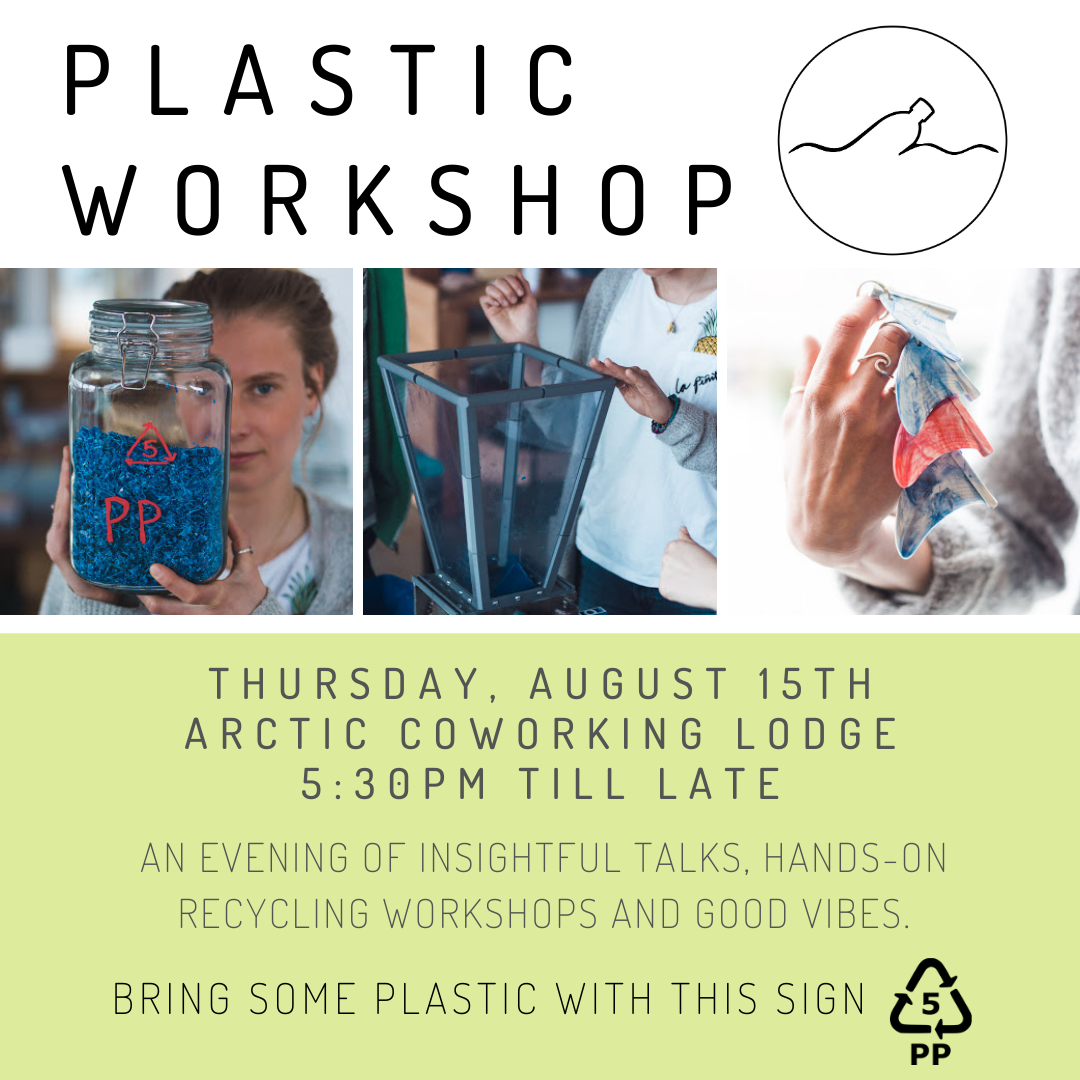 PLASTIC
WORKSHOP
5
PP
la
THURSDAY, AUGUST 15TH
ARCTIC COWORKING LODGE
5:30PM TILL LATE
AN EVENING OF INSIGHTFUL TALKS, HANDS-ON
RECYCLING WORKSHOPS AND GOOD VIBES.
BRING SOME PLASTIC WITH THIS SIGN
5
PP